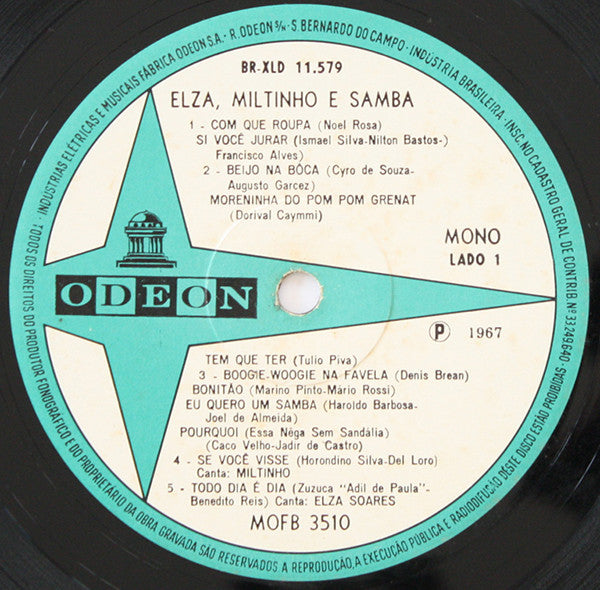 INDÚSTRIAS ELÉTRICAS E MUSICAIS FÁBRICA ODEON S.A. - R. ODEON S/N - S. BERNARDO DO CAMPO - INDÚSTRIA BRASILEIRA - INSC. NO CADASTRO GERAL DE CONTRIB. Nº 33.249.640
BR-XLD 11.579
ELZA, MILTINHO E SAMBA
1 - COM QUE ROUPA (Noel Rosa)
SI VOCÊ JURAR (Ismael Silva-Nilton Bastos-)
Francisco Alves)
2 - BEIJO NA BÔCA (Cyro de Souza-
Augusto Garcez)
MORENINHA DO POM POM GRENAT
(Dorival Caymmi)
MONO
LADO 1
ODEON
P 1967
TEM QUE TER (Tulio Piva)
3 - BOOGIE-WOOGIE NA FAVELA (Denis Brean)
BONITÃO (Marino Pinto-Mário Rossi)
EU QUERO UM SAMBA (Haroldo Barbosa-
Joel de Almeida)
POURQUOI (Essa Nêga Sem Sandália)
(Caco Velho-Jadir de Castro)
4 - SE VOCÊ VISSE (Horondino Silva-Del Loro)
Canta: MILTINHO
5 - TODO DIA É DIA (Zuzuca "Adil de Paula"-
Benedito Reis) Canta: ELZA SOARES
MOFB 3510
TODOS OS DIREITOS DO PRODUTOR FONOGRÁFICO E DO PROPRIETÁRIO DA OBRA GRAVADA SÃO RESERVADOS A REPRODUÇÃO, A EXECUÇÃO PÚBLICA E RADIODIFUSÃO DESTE DISCO ESTÃO PROIBIDAS